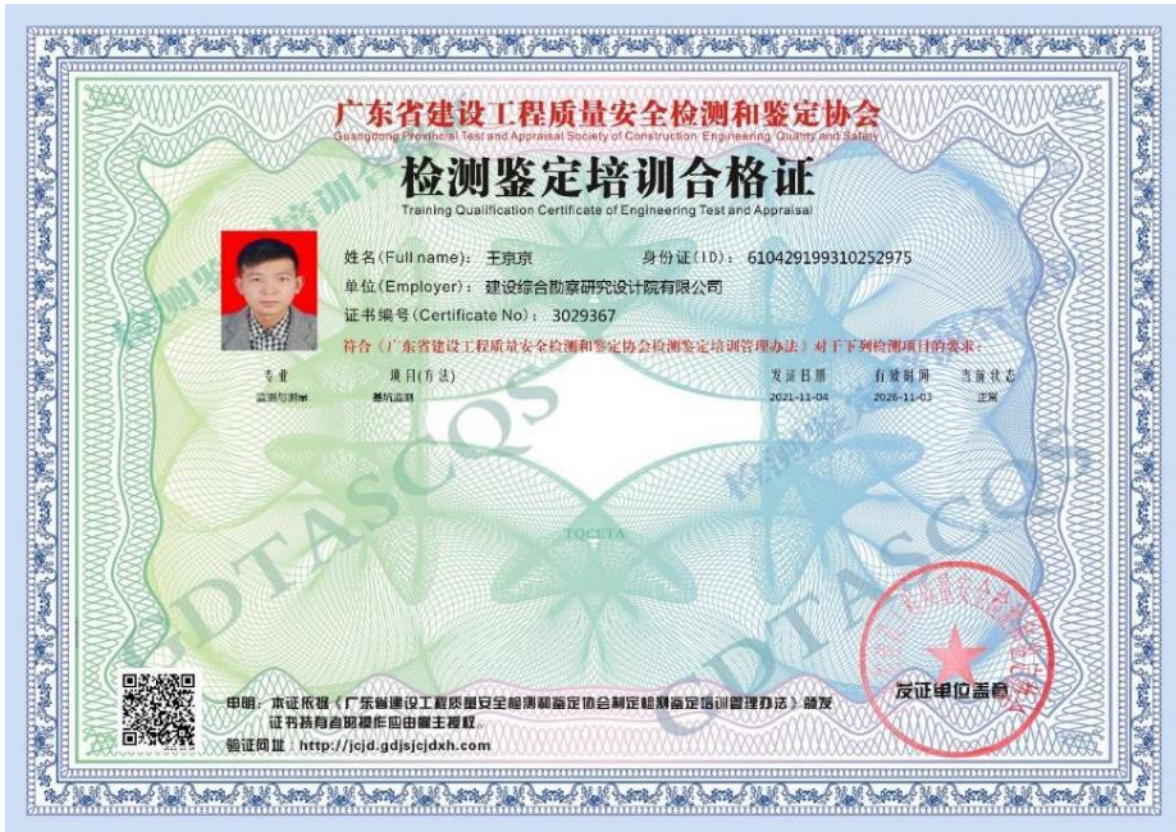 广东省建设工程质量安全检测和鉴定协会
Guangdong Provincial Test and Appraisal Society of Construction Engineering Quality and Safety
检测鉴定培训合格证
Training Qualification Certificate of Engineering Test and Appraisal
姓名(Full name): 王京京 身份证(ID): 610429199310252975
单位(Employer): 建设综合勘察研究设计院有限公司
证书编号(Certificate No): 3029367
符合《广东省建设工程质量安全检测和鉴定协会检测鉴定培训管理办法》对于下列检测项目的要求:
专业 项目(方法) 发证日期 有效时间 当前状态
监测与测量 基坑监测 2021-11-04 2026-11-03 正常
GDTASCQS
GDTASCQS
TQCETA
发证单位盖章
申明: 本证依据《广东省建设工程质量安全检测和鉴定协会制定检测鉴定培训管理办法》颁发
证书持有者的操作应由雇主授权。
验证网址: http://jcjd.gdjsjcjdxh.com